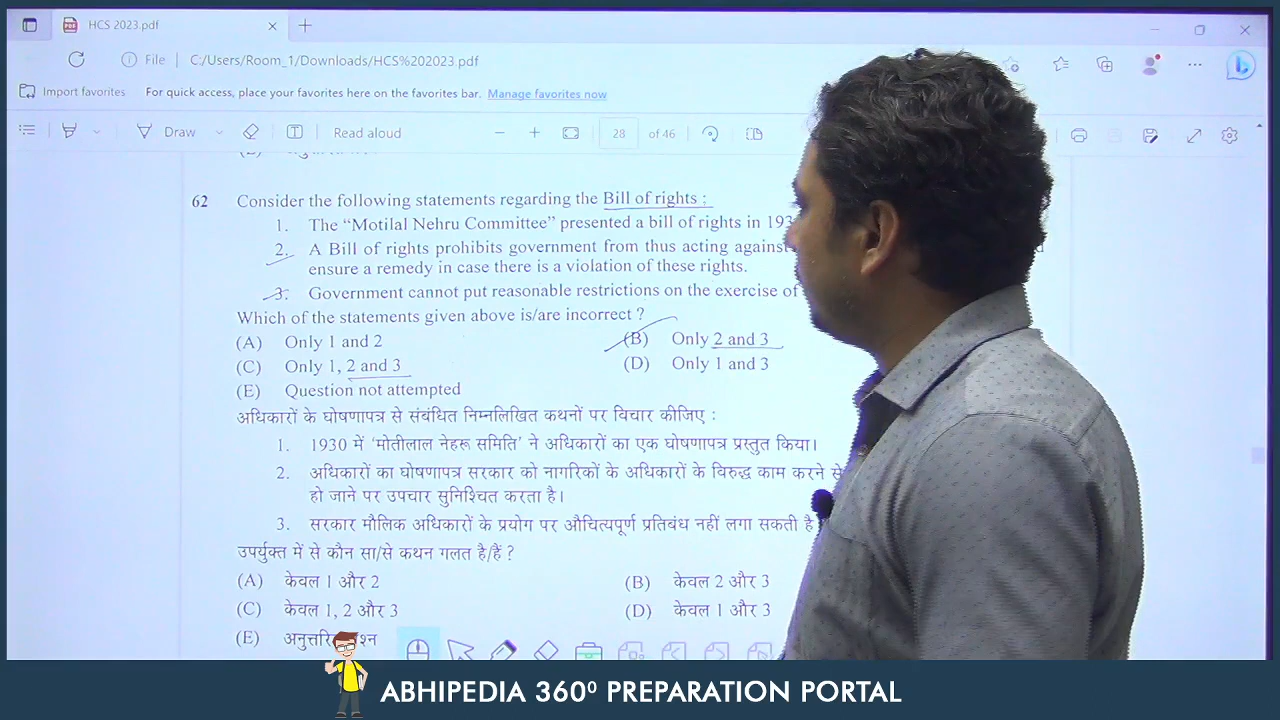 HCS 2023.pdf
File C:/Users/Room_1/Downloads/HCS%202023.pdf
Import favorites For quick access, place your favorites here on the favorites bar. Manage favorites now
Draw Read aloud 28 of 46
62 Consider the following statements regarding the Bill of rights :
1. The “Motilal Nehru Committee” presented a bill of rights in 193
2. A Bill of rights prohibits government from thus acting against
ensure a remedy in case there is a violation of these rights.
3. Government cannot put reasonable restrictions on the exercise of
Which of the statements given above is/are incorrect ?
(A) Only 1 and 2 (B) Only 2 and 3
(C) Only 1, 2 and 3 (D) Only 1 and 3
(E) Question not attempted
अधिकारों के घोषणापत्र से संबंधित निम्नलिखित कथनों पर विचार कीजिए :
1. 1930 में ‘मोतीलाल नेहरू समिति’ ने अधिकारों का एक घोषणापत्र प्रस्तुत किया।
2. अधिकारों का घोषणापत्र सरकार को नागरिकों के अधिकारों के विरुद्ध काम करने से
हो जाने पर उपचार सुनिश्चित करता है।
3. सरकार मौलिक अधिकारों के प्रयोग पर औचित्यपूर्ण प्रतिबंध नहीं लगा सकती है
उपर्युक्त में से कौन सा/से कथन गलत है/हैं ?
(A) केवल 1 और 2 (B) केवल 2 और 3
(C) केवल 1, 2 और 3 (D) केवल 1 और 3
(E)
ABHIPEDIA 360⁰ PREPARATION PORTAL